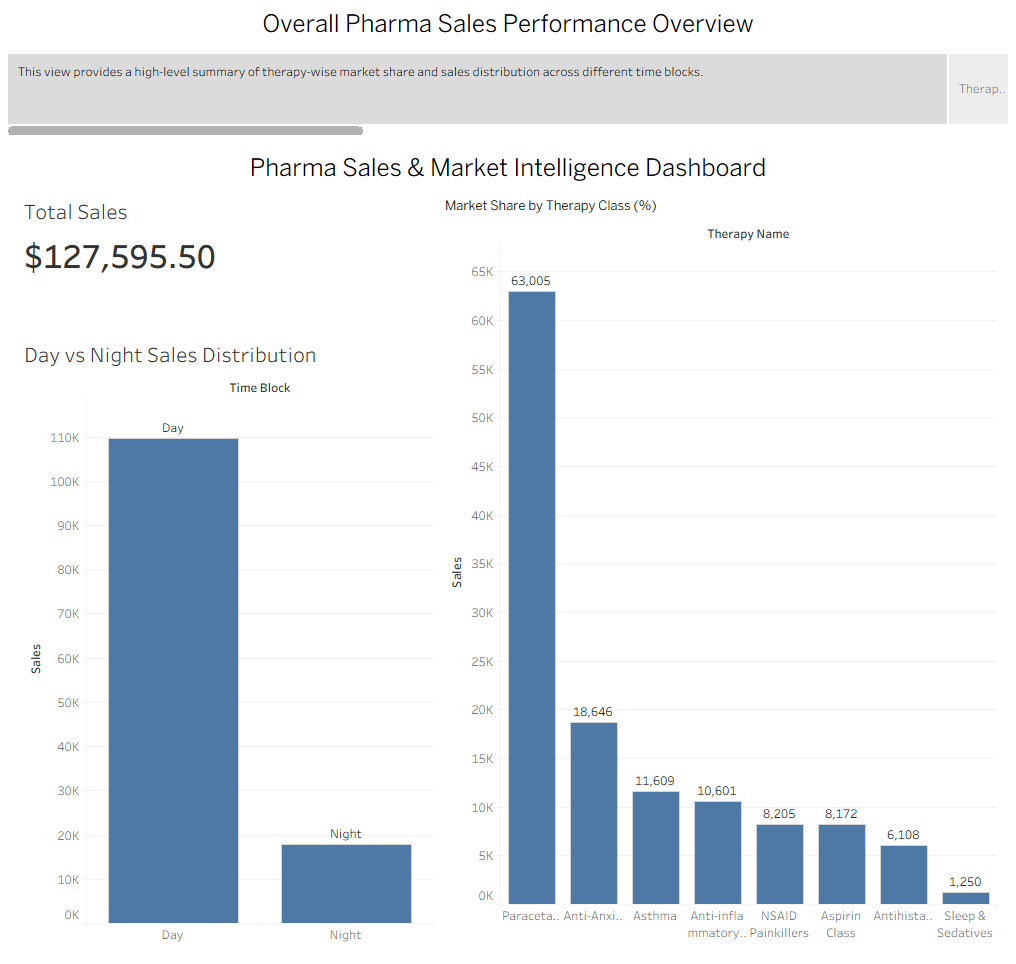 Overall Pharma Sales Performance Overview
This view provides a high-level summary of therapy-wise market share and sales distribution across different time blocks.
Therap..
Pharma Sales & Market Intelligence Dashboard
Total Sales
$127,595.50
Day vs Night Sales Distribution
Time Block
Day
Night
110K
100K
90K
80K
70K
60K
50K
40K
30K
20K
10K
0K
Sales
Day
Night
Market Share by Therapy Class (%)
Therapy Name
65K
60K
55K
50K
45K
40K
35K
30K
25K
20K
15K
10K
5K
0K
Sales
63,005
18,646
11,609
10,601
8,205
8,172
6,108
1,250
Paraceta..
Anti-Anxi..
Asthma
Anti-infla
mmatory..
NSAID
Painkillers
Aspirin
Class
Antihista..
Sleep &
Sedatives